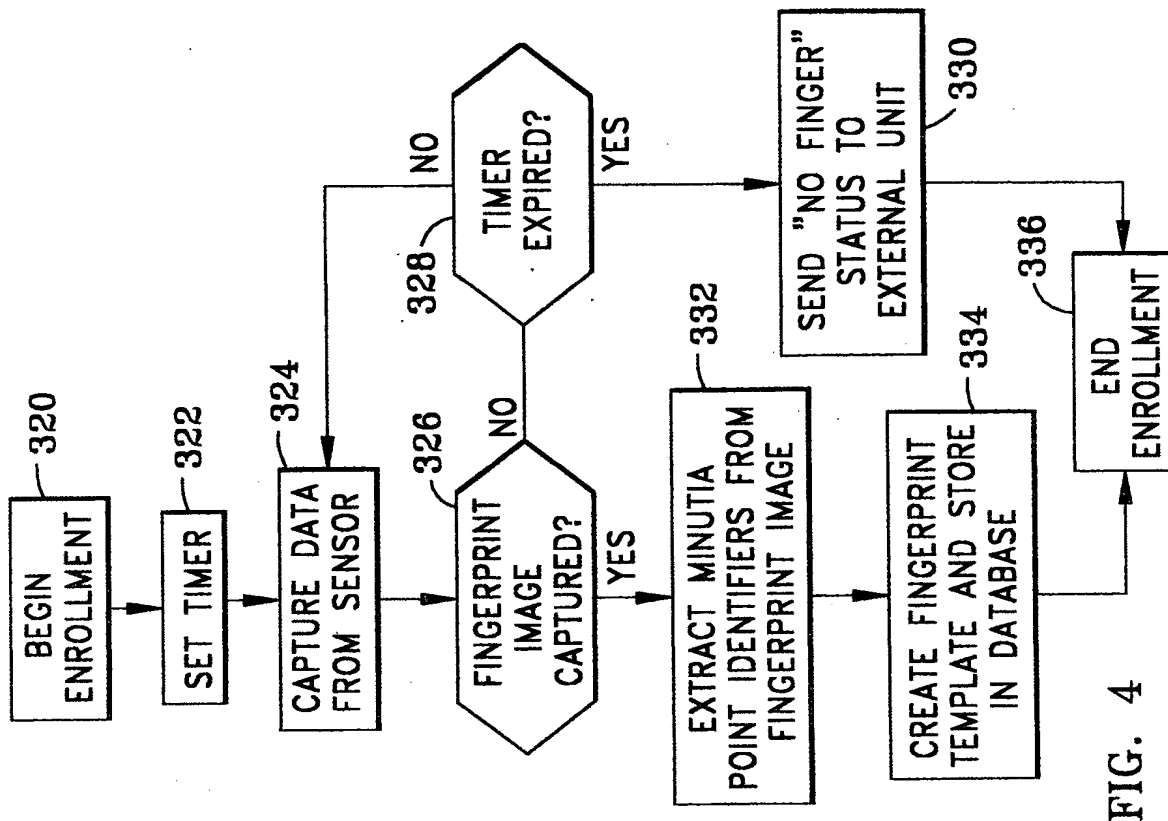 320
BEGIN
ENROLLMENT
322
SET TIMER
324
CAPTURE DATA
FROM SENSOR
326
FINGERPRINT
IMAGE
CAPTURED?
NO
YES
328
TIMER
EXPIRED?
NO
YES
332
EXTRACT MINUTIA
POINT IDENTIFIERS FROM
FINGERPRINT IMAGE
330
SEND "NO FINGER"
STATUS TO
EXTERNAL UNIT
334
CREATE FINGERPRINT
TEMPLATE AND STORE
IN DATABASE
336
END
ENROLLMENT
FIG. 4